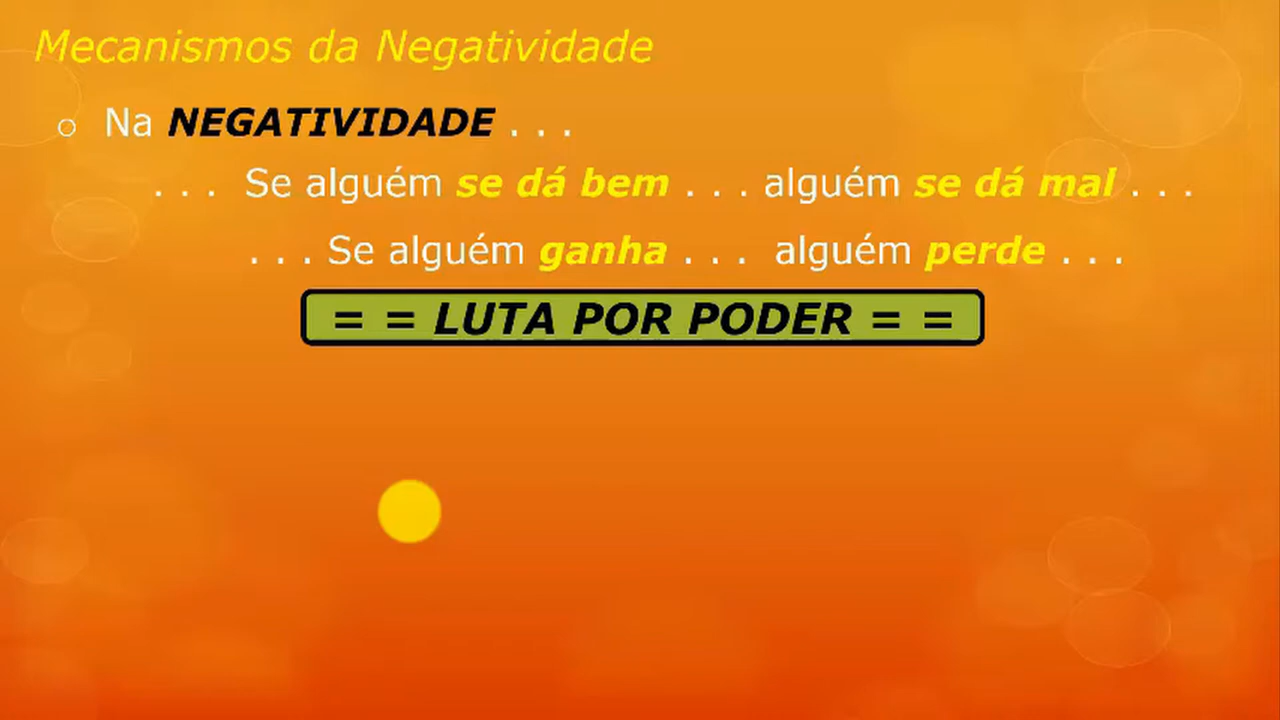 Mecanismos da Negatividade
Na NEGATIVIDADE . . .
. . . Se alguém se dá bem . . . alguém se dá mal . . .
. . . Se alguém ganha . . . alguém perde . . .
= = LUTA POR PODER = =